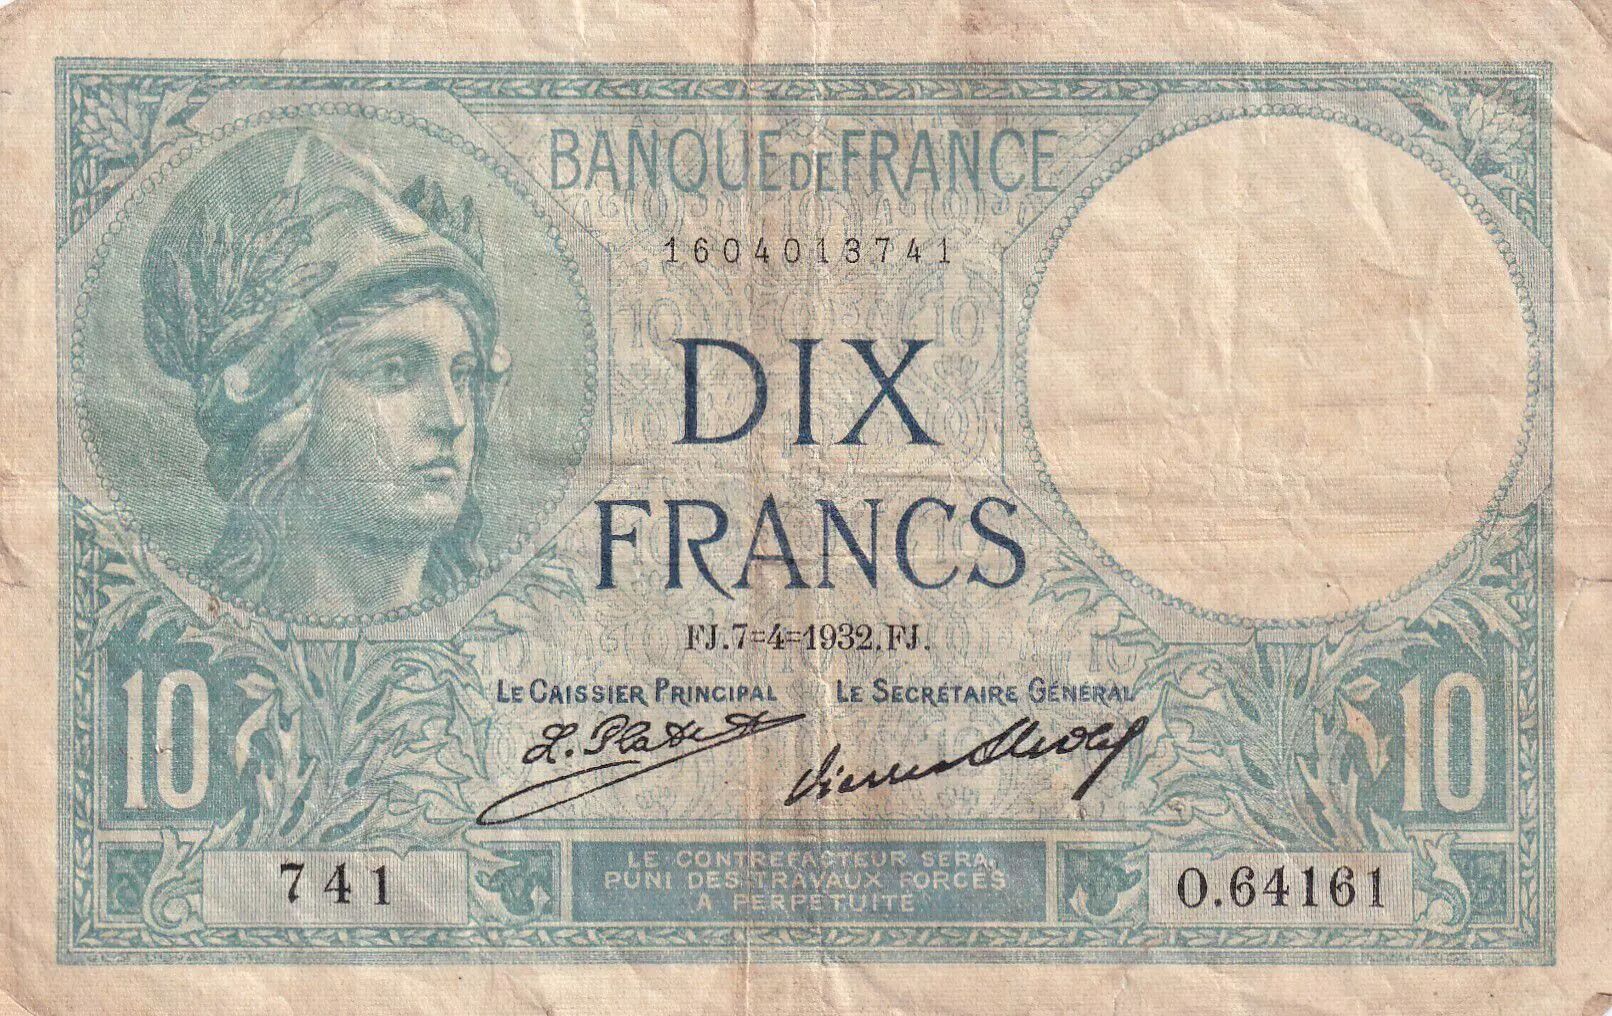 BANQUE DE FRANCE
1604013741
DIX
FRANCS
FJ.7=4=1932.FJ.
LE CAISSIER PRINCIPAL LE SECRÉTAIRE GÉNÉRAL
L. Platet
10 10
741 LE CONTREFACTEUR SERA O.64161
PUNI DES TRAVAUX FORCÉS
À PERPÉTUITÉ